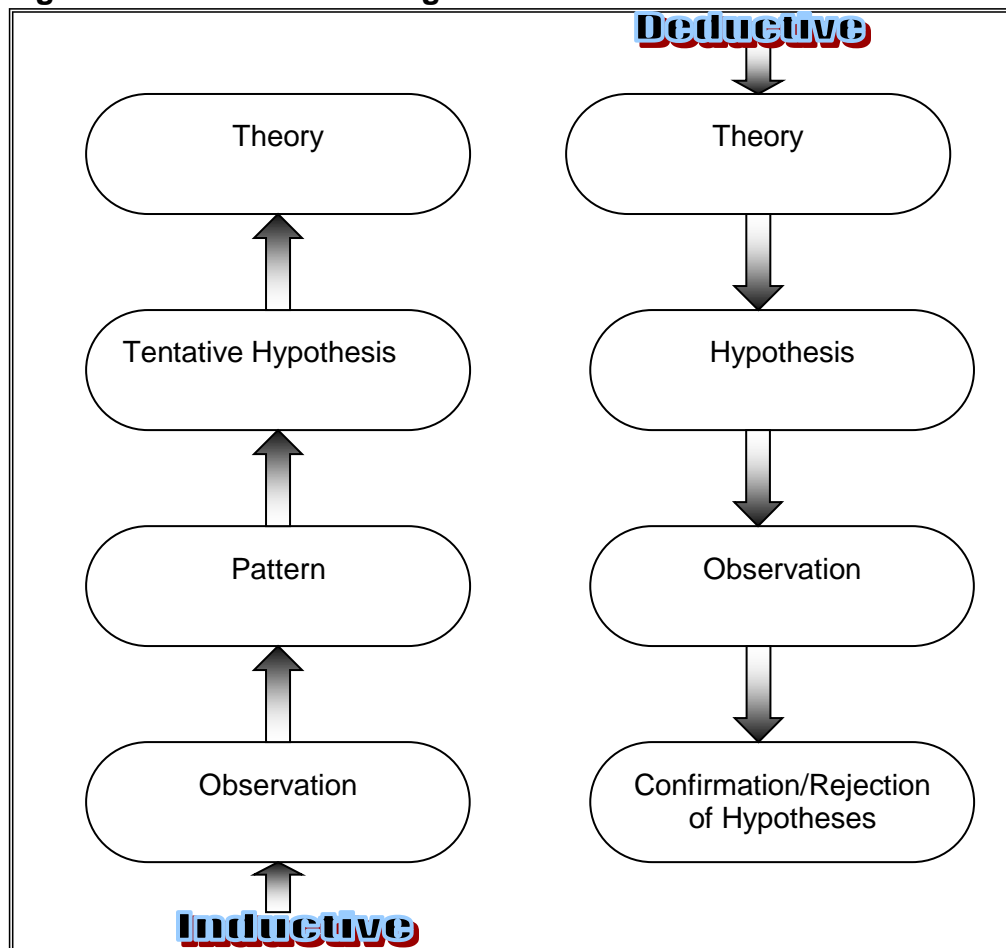 Deductive
Theory
Theory
Tentative Hypothesis
Hypothesis
Pattern
Observation
Observation
Confirmation/Rejection
of Hypotheses
Inductive